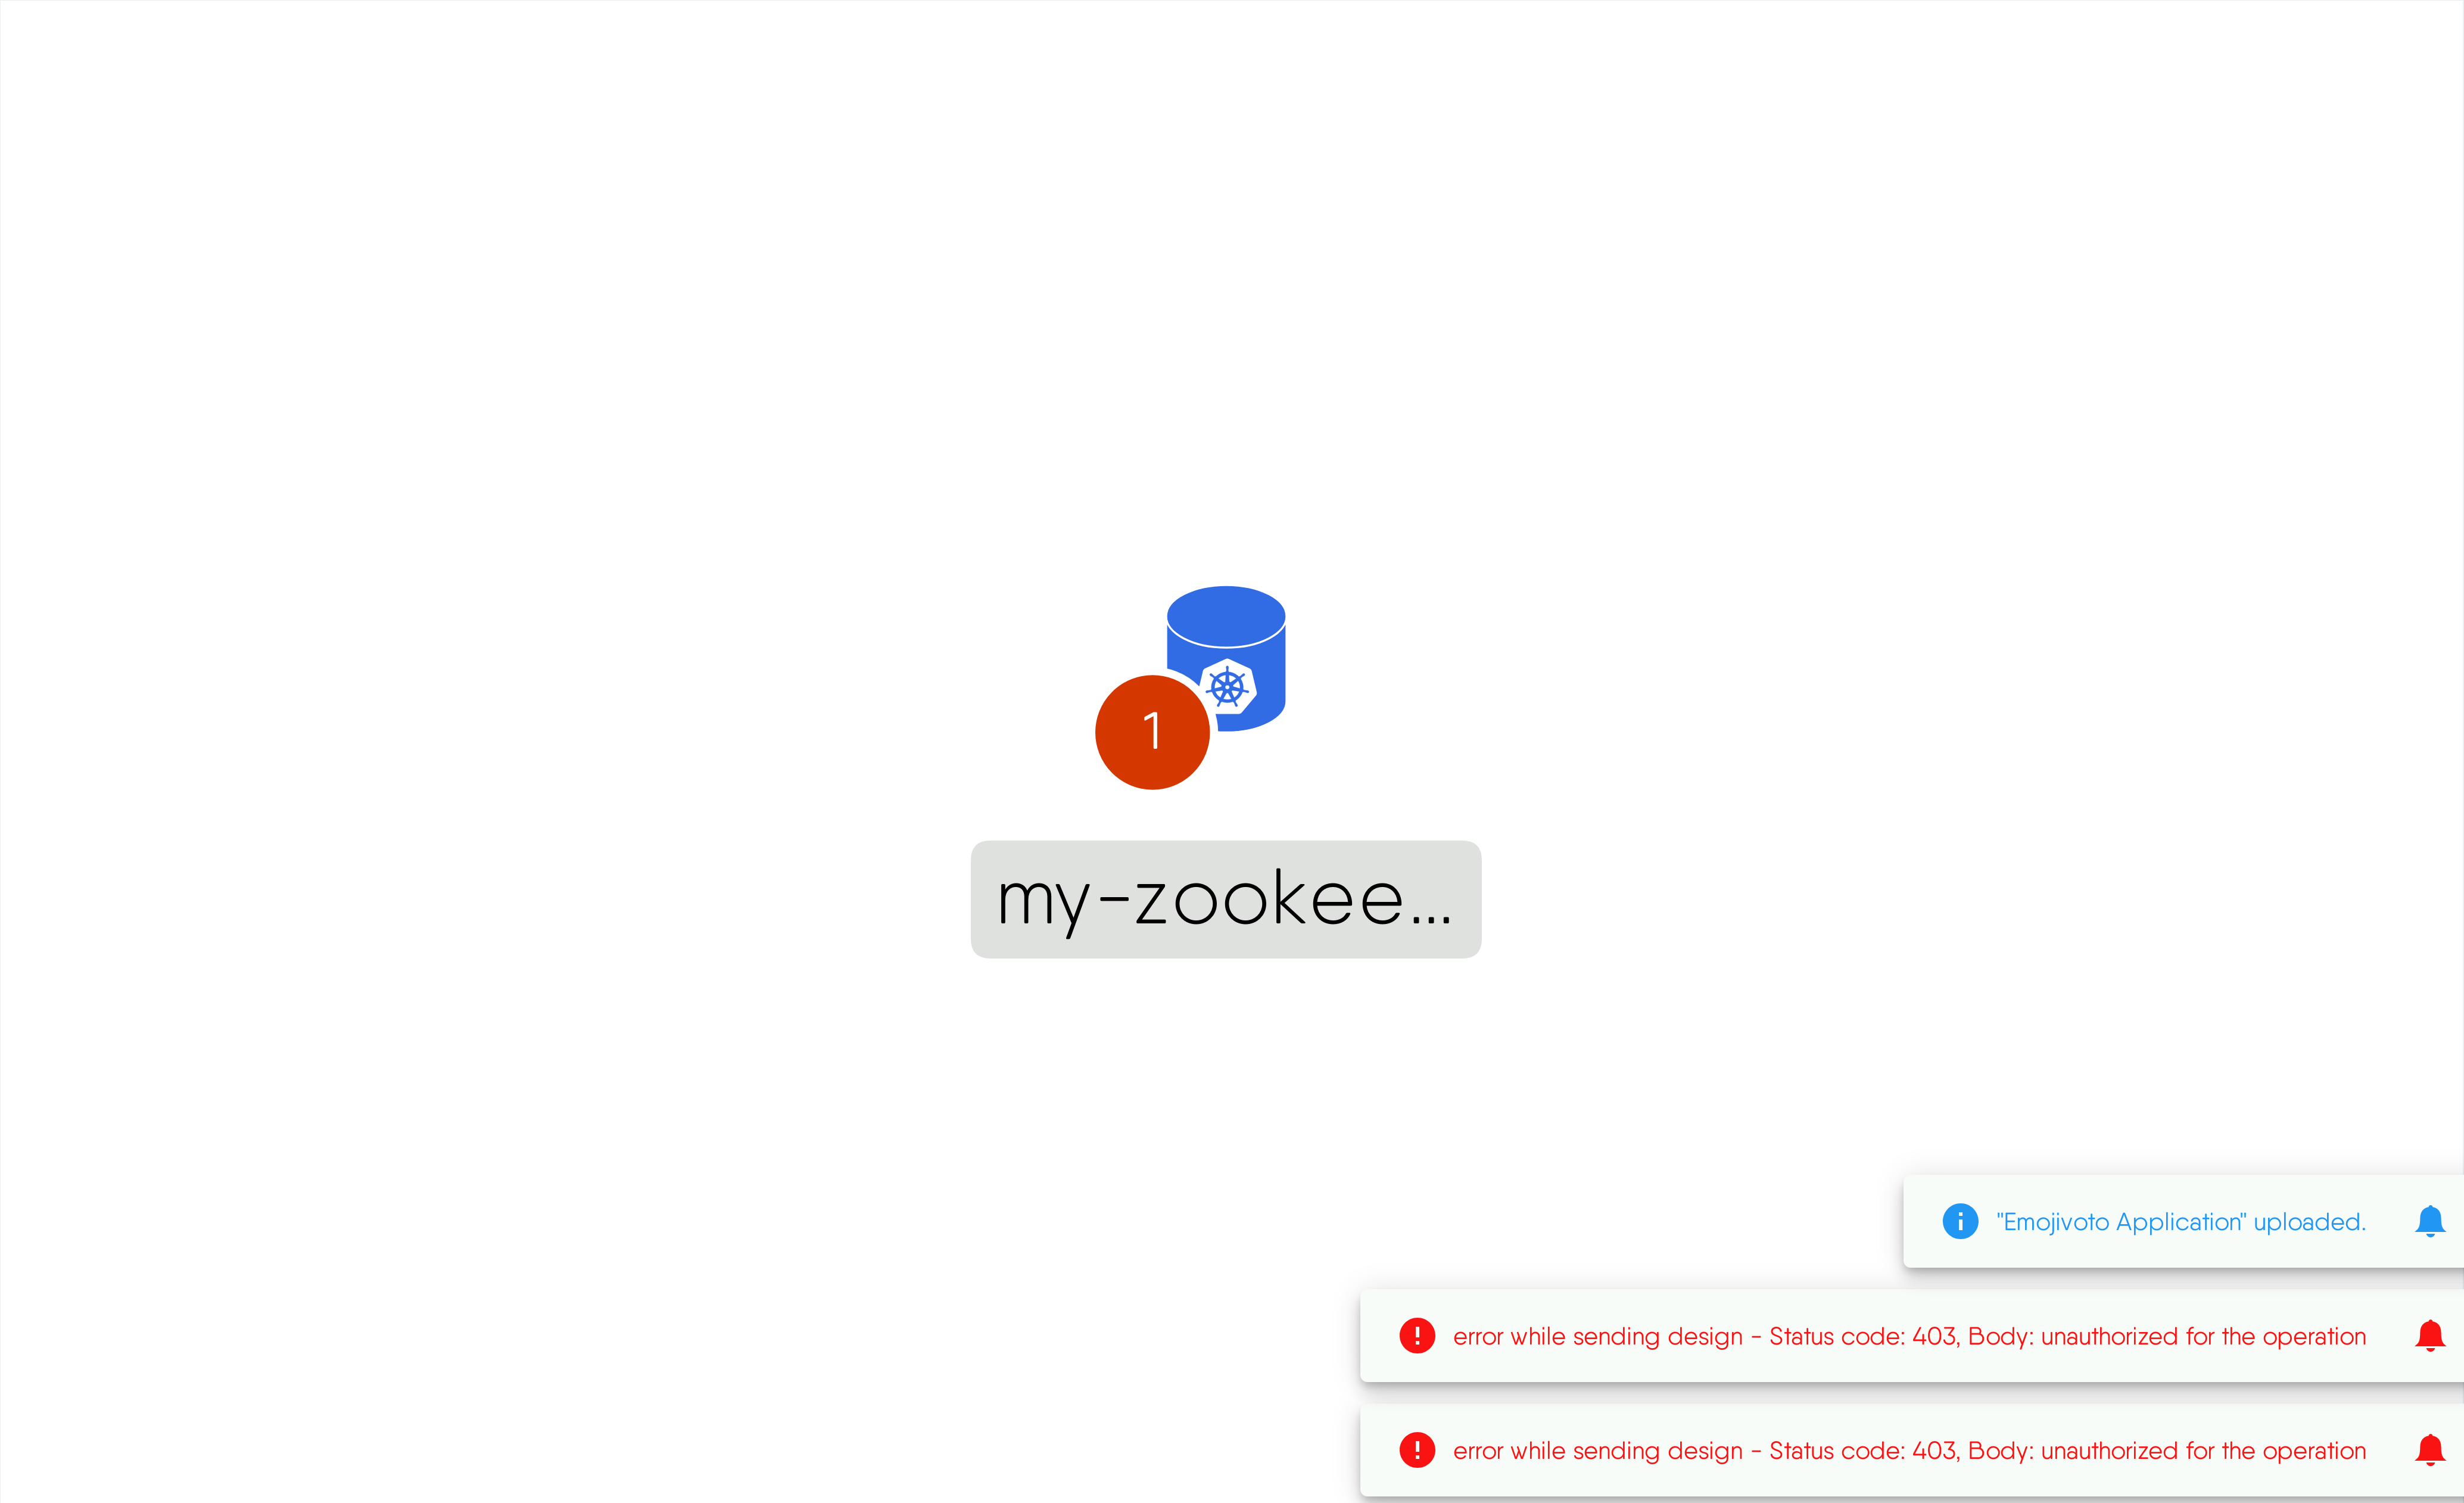 1
my-zookee...
"Emojivoto Application" uploaded.
error while sending design - Status code: 403, Body: unauthorized for the operation
error while sending design - Status code: 403, Body: unauthorized for the operation